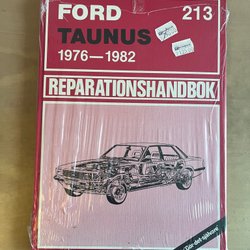 FORD 213
TAUNUS
1976—1982
REPARATIONSHANDBOK